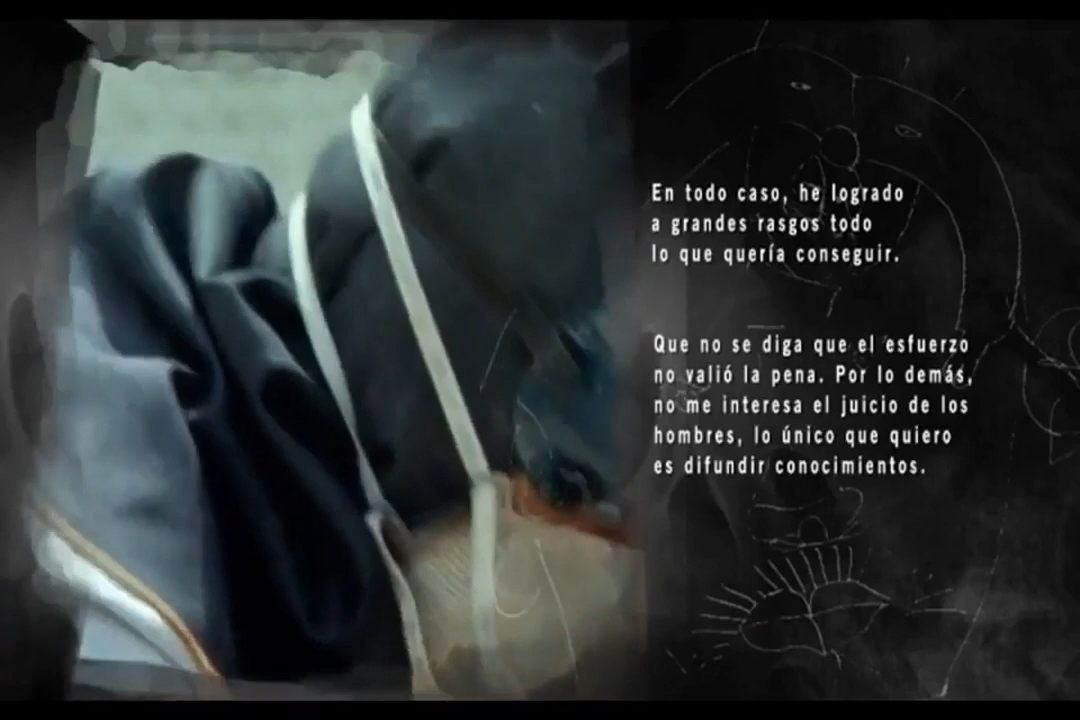 En todo caso, he logrado
a grandes rasgos todo
lo que quería conseguir.
Que no se diga que el esfuerzo
no valió la pena. Por lo demás,
no me interesa el juicio de los
hombres, lo único que quiero
es difundir conocimientos.